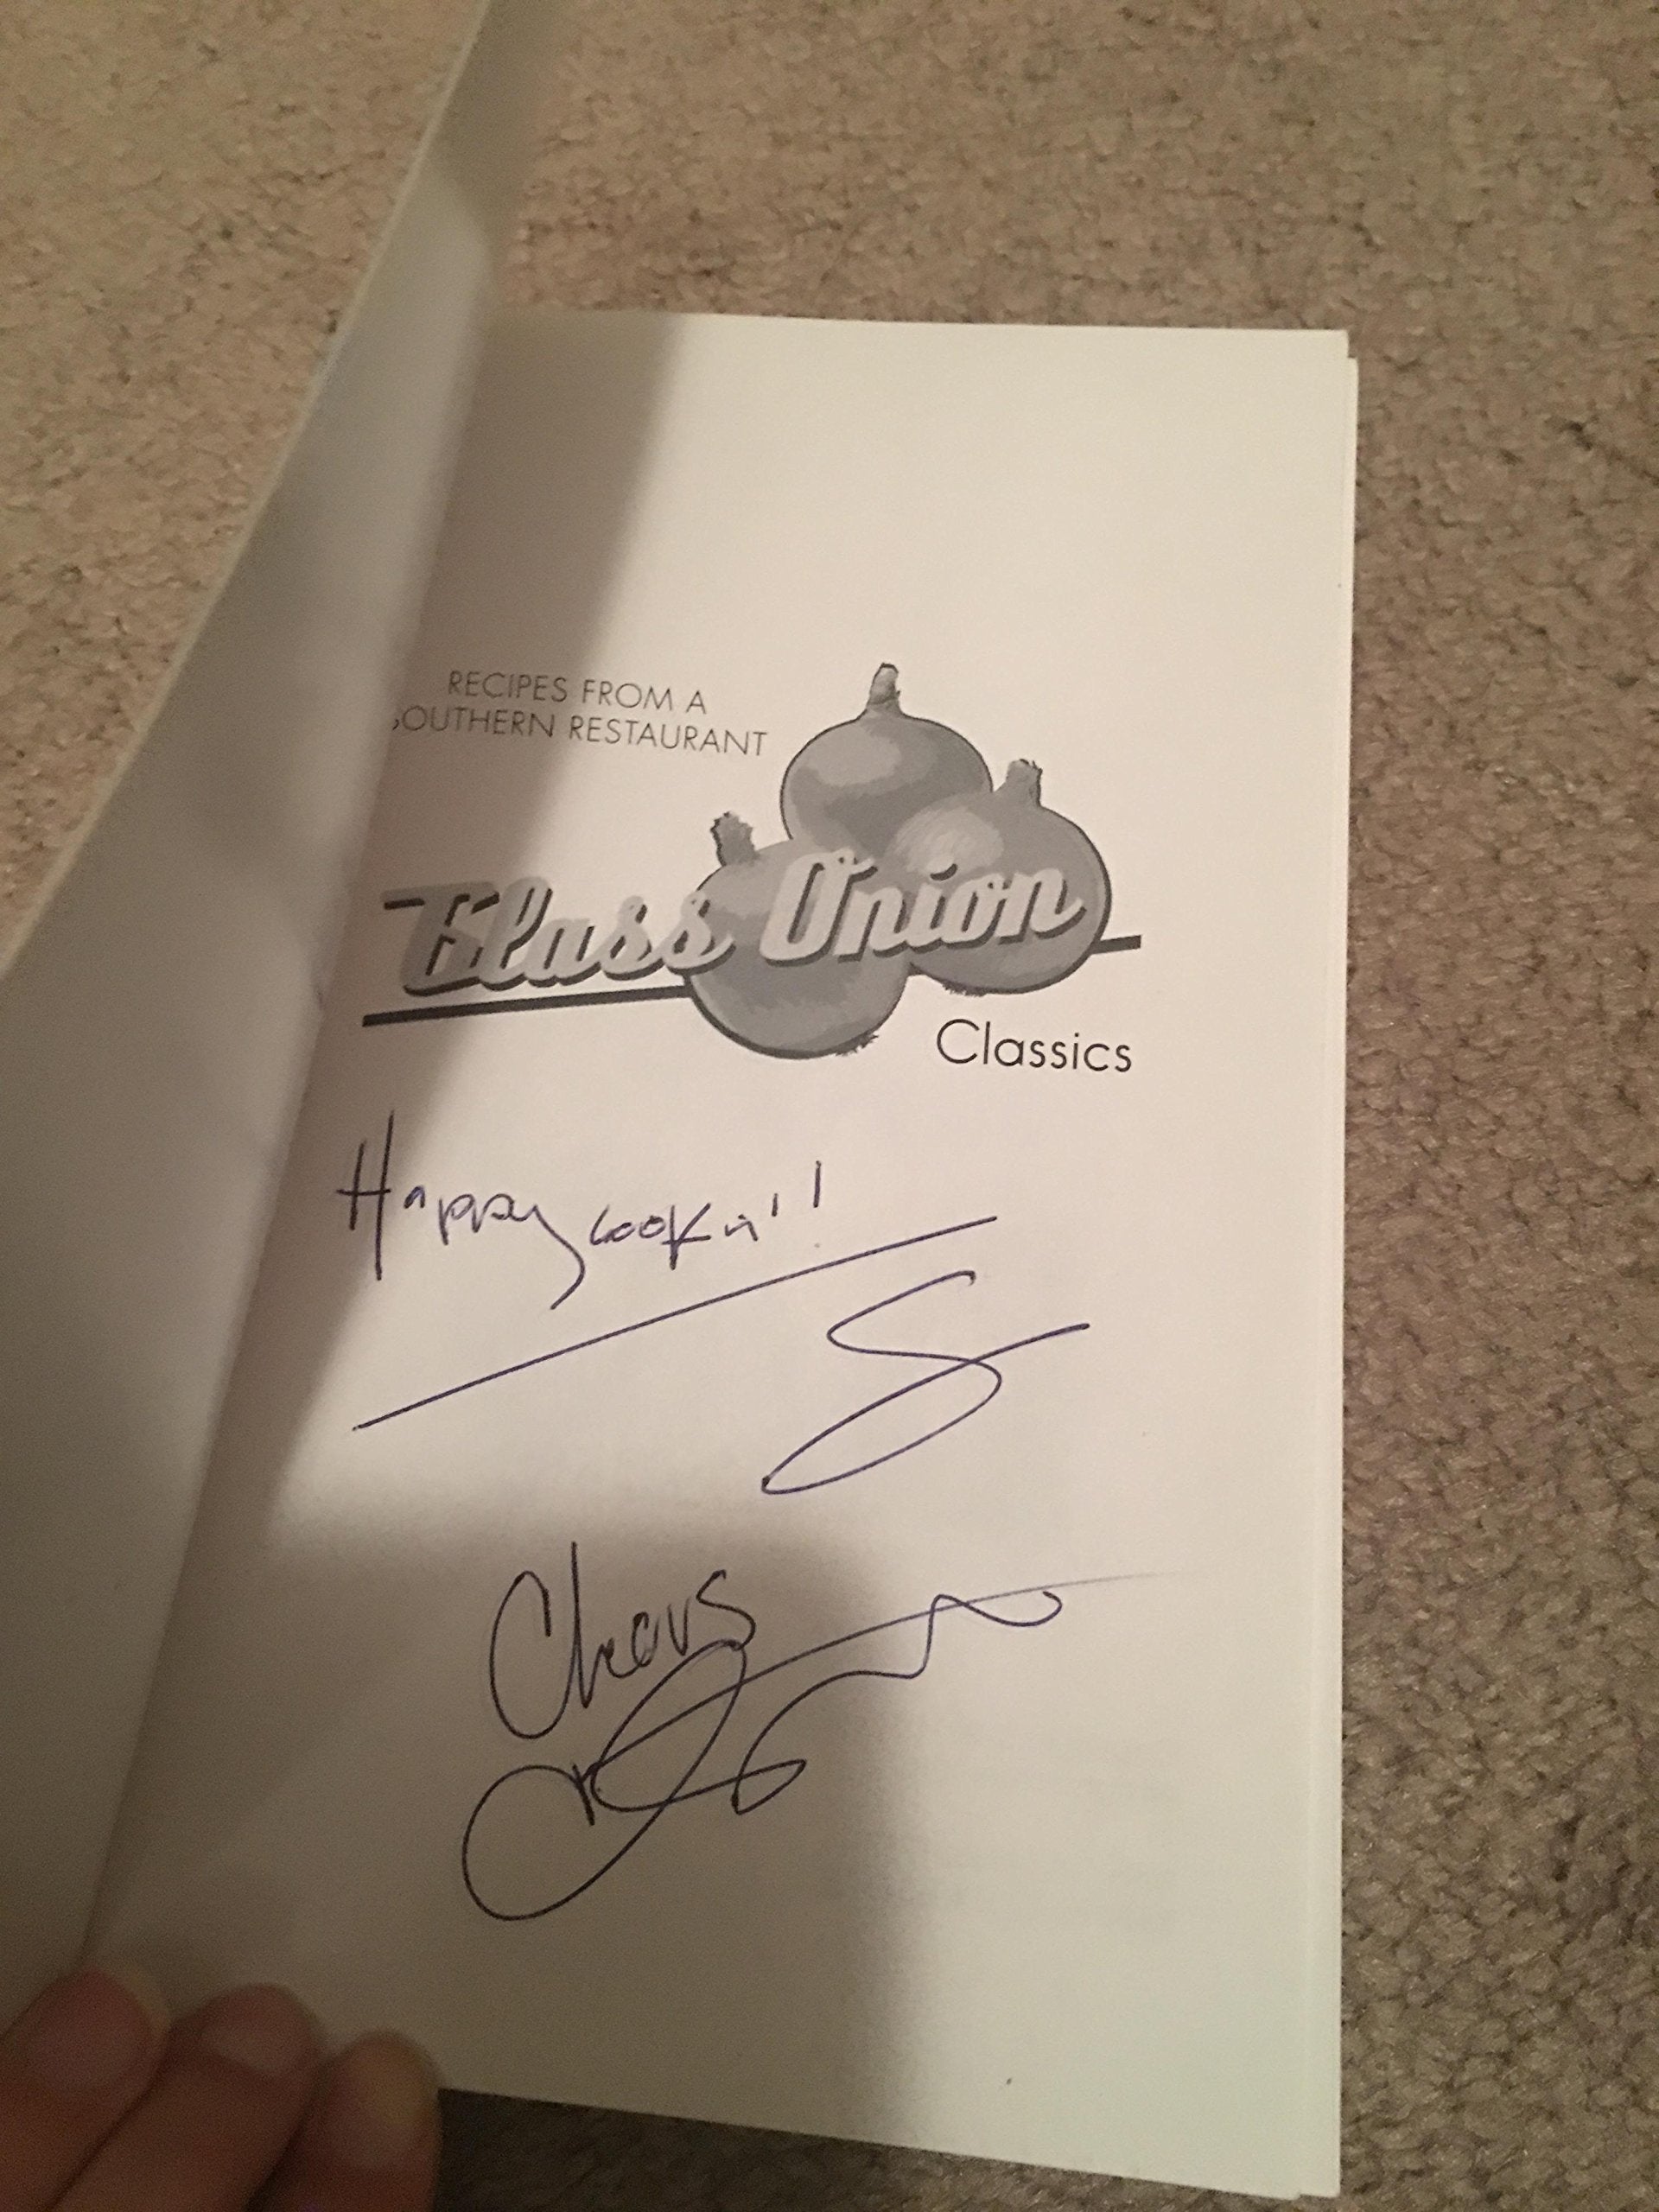 RECIPES FROM A
SOUTHERN RESTAURANT
Glass Onion
Classics
Happy cookin'!
Cheers